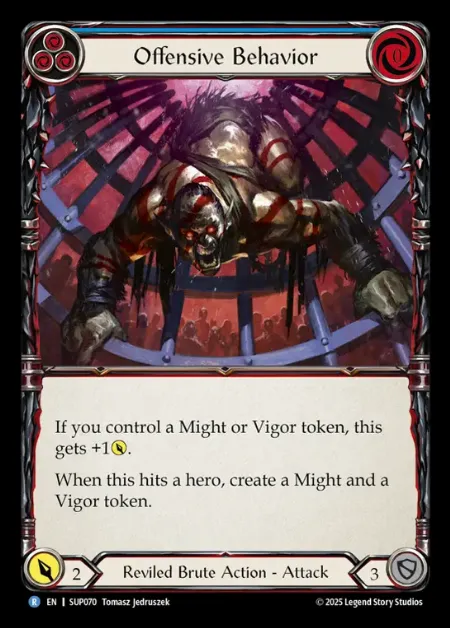 Offensive Behavior
If you control a Might or Vigor token, this
gets +1.
When this hits a hero, create a Might and a
Vigor token.
2
Reviled Brute Action - Attack
3
R EN | SUP070 Tomasz Jedruszek
© 2025 Legend Story Studios